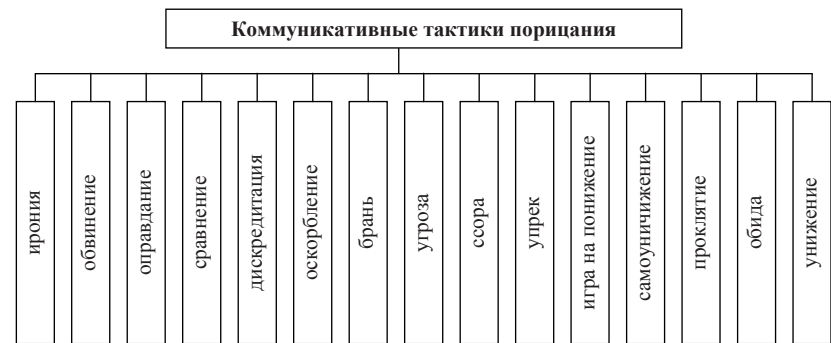 Коммуникативные тактики порицания
ирония
обвинение
оправдание
сравнение
дискредитация
оскорбление
брань
угроза
ссора
упрек
игра на понижение
самоуничижение
проклятие
обида
унижение